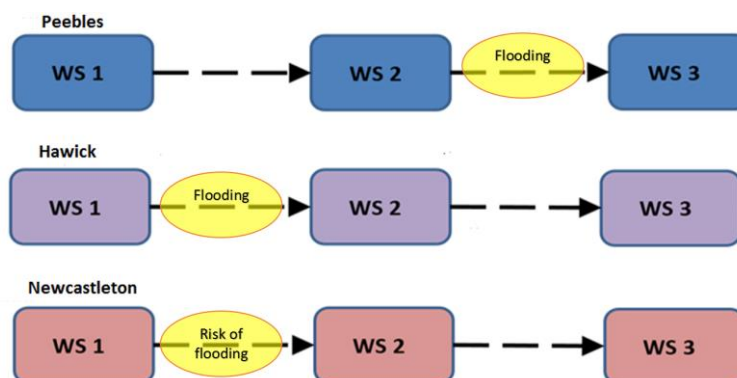 Peebles
WS 1
WS 2
Flooding
WS 3
Hawick
WS 1
Flooding
WS 2
WS 3
Newcastleton
WS 1
Risk of
flooding
WS 2
WS 3